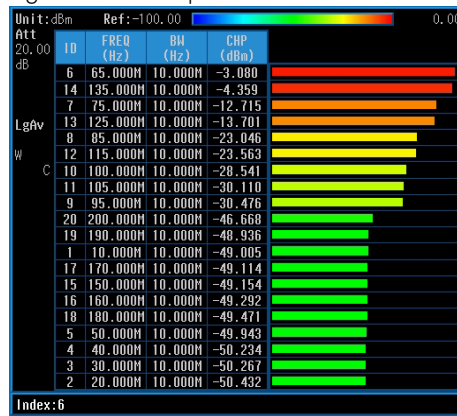 Unit:dBm Ref:-100.00 0.00
Att
20.00
dB
LgAv
W
C
ID FREQ (Hz) BW (Hz) CHP (dBm)
6 65.000M 10.000M -3.080
14 135.000M 10.000M -4.359
7 75.000M 10.000M -12.715
13 125.000M 10.000M -13.701
8 85.000M 10.000M -23.046
12 115.000M 10.000M -23.563
10 100.000M 10.000M -28.541
11 105.000M 10.000M -30.110
9 95.000M 10.000M -30.476
20 200.000M 10.000M -46.668
19 190.000M 10.000M -48.936
1 10.000M 10.000M -49.005
17 170.000M 10.000M -49.114
15 150.000M 10.000M -49.154
16 160.000M 10.000M -49.292
18 180.000M 10.000M -49.471
5 50.000M 10.000M -49.943
4 40.000M 10.000M -50.234
3 30.000M 10.000M -50.267
2 20.000M 10.000M -50.432
Index:6